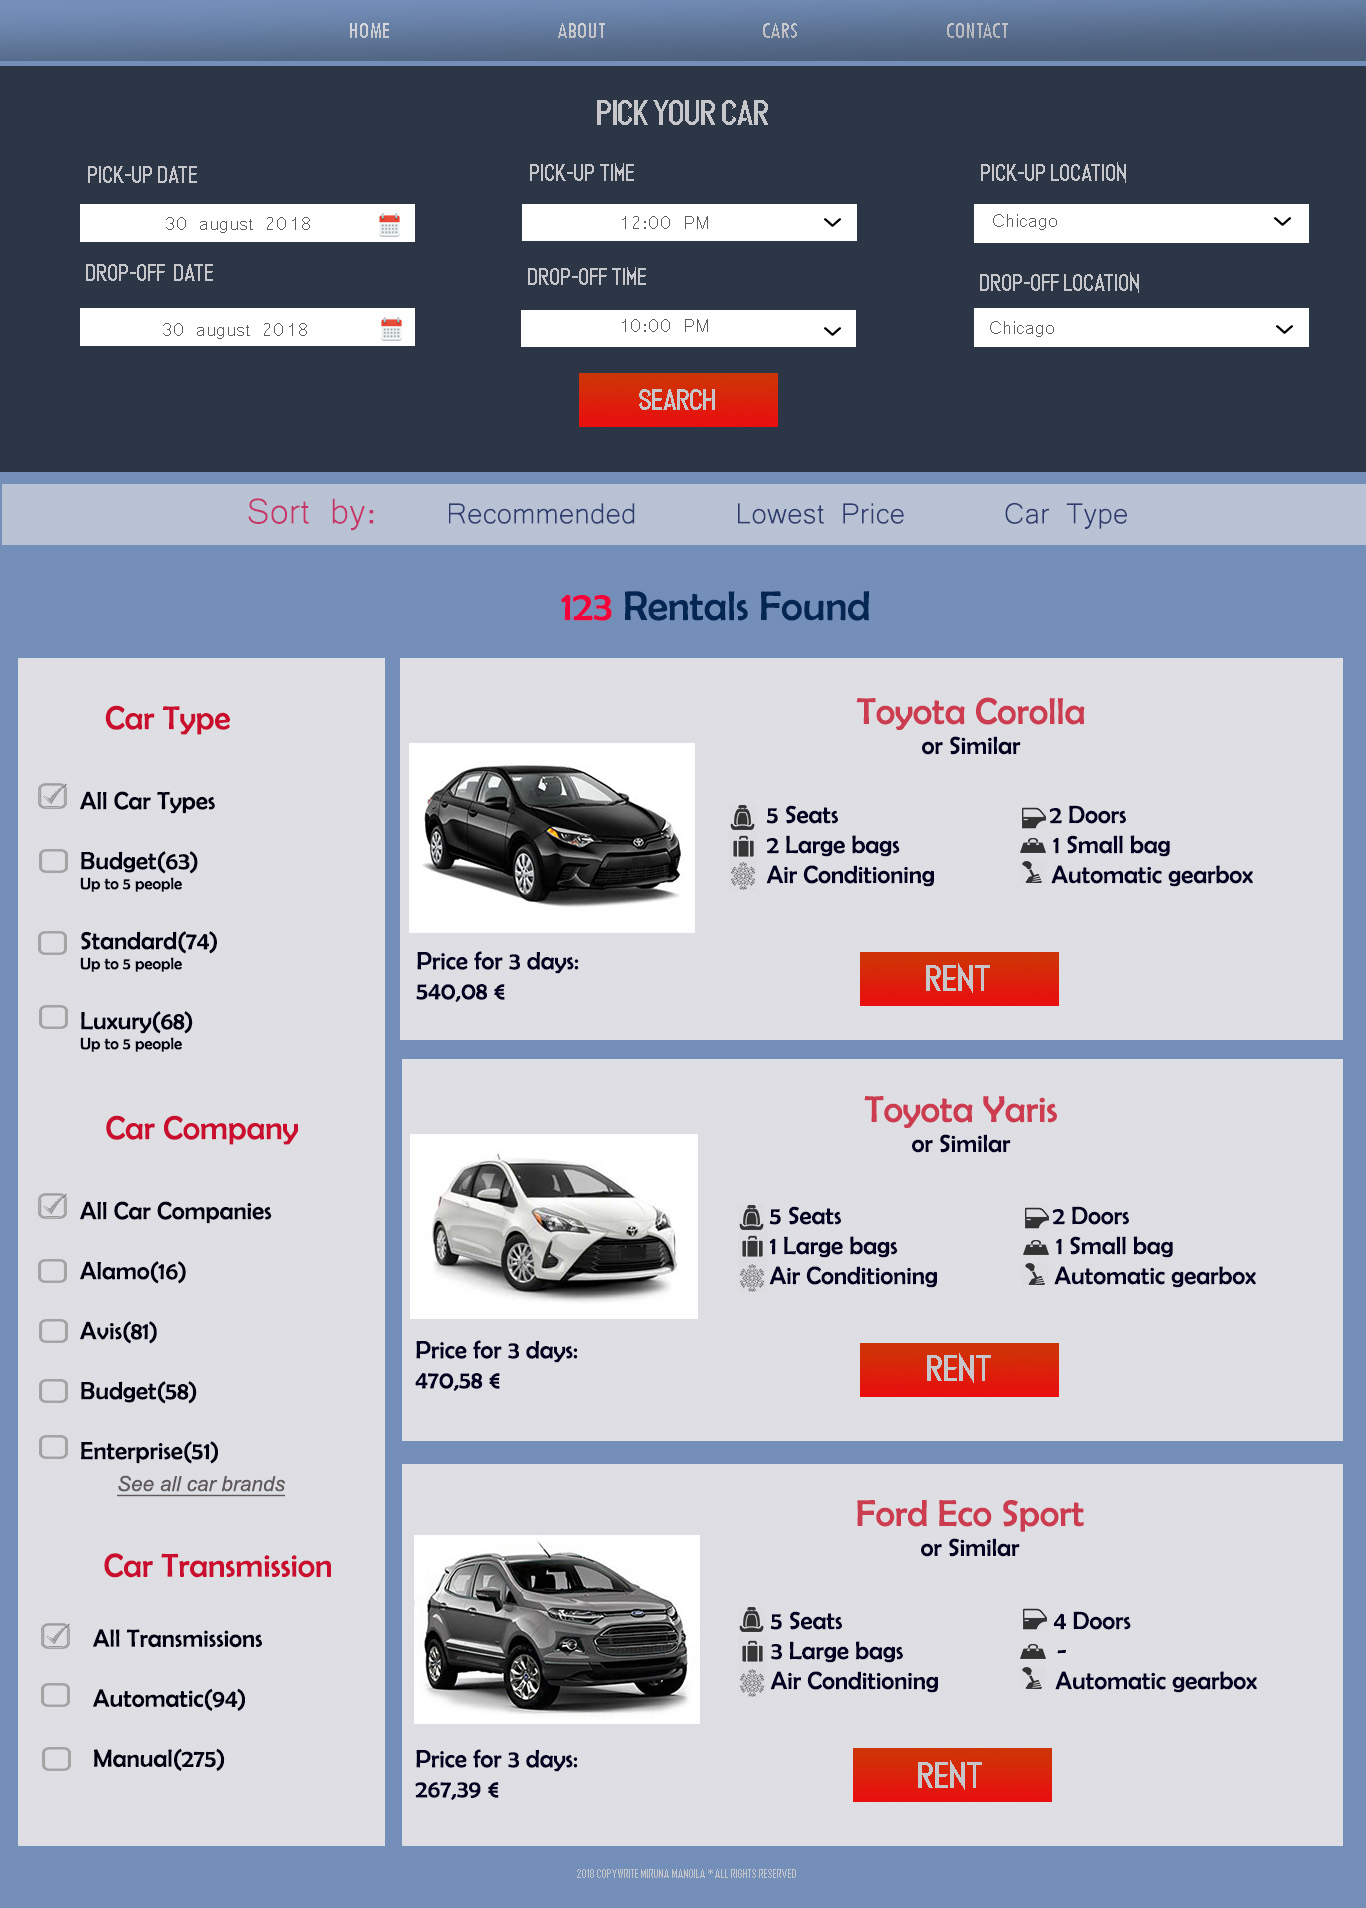 HOME ABOUT CARS CONTACT
PICK YOUR CAR
PICK-UP DATE PICK-UP TIME PICK-UP LOCATION
30 august 2018 12:00 PM Chicago
DROP-OFF DATE DROP-OFF TIME DROP-OFF LOCATION
30 august 2018 10:00 PM Chicago
SEARCH
Sort by: Recommended Lowest Price Car Type
123 Rentals Found
Car Type
All Car Types
Budget(63)
Up to 5 people
Standard(74)
Up to 5 people
Luxury(68)
Up to 5 people
Car Company
All Car Companies
Alamo(16)
Avis(81)
Budget(58)
Enterprise(51)
See all car brands
Car Transmission
All Transmissions
Automatic(94)
Manual(275)
Toyota Corolla
or Similar
5 Seats 2 Doors
2 Large bags 1 Small bag
Air Conditioning Automatic gearbox
Price for 3 days:
540,08 €
RENT
Toyota Yaris
or Similar
5 Seats 2 Doors
1 Large bags 1 Small bag
Air Conditioning Automatic gearbox
Price for 3 days:
470,58 €
RENT
Ford Eco Sport
or Similar
5 Seats 4 Doors
3 Large bags -
Air Conditioning Automatic gearbox
Price for 3 days:
267,39 €
RENT
2018 COPYWRITE MIRUNA MANOILA * ALL RIGHTS RESERVED